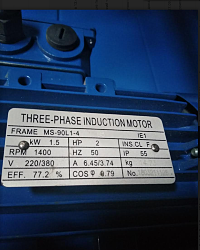 THREE-PHASE INDUCTION MOTOR
FRAME MS-90L1-4 IE1
kW 1.5 HP 2 INS.CL F
RPM 1400 HZ 50 IP 55
V 220/380 A 6.45/3.74 kg
EFF. 77.2 % COS φ 0.79 No.